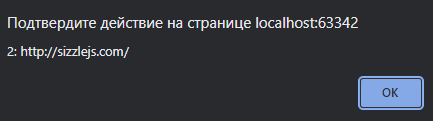 Подтвердите действие на странице localhost:63342
2: http://sizzlejs.com/
OK